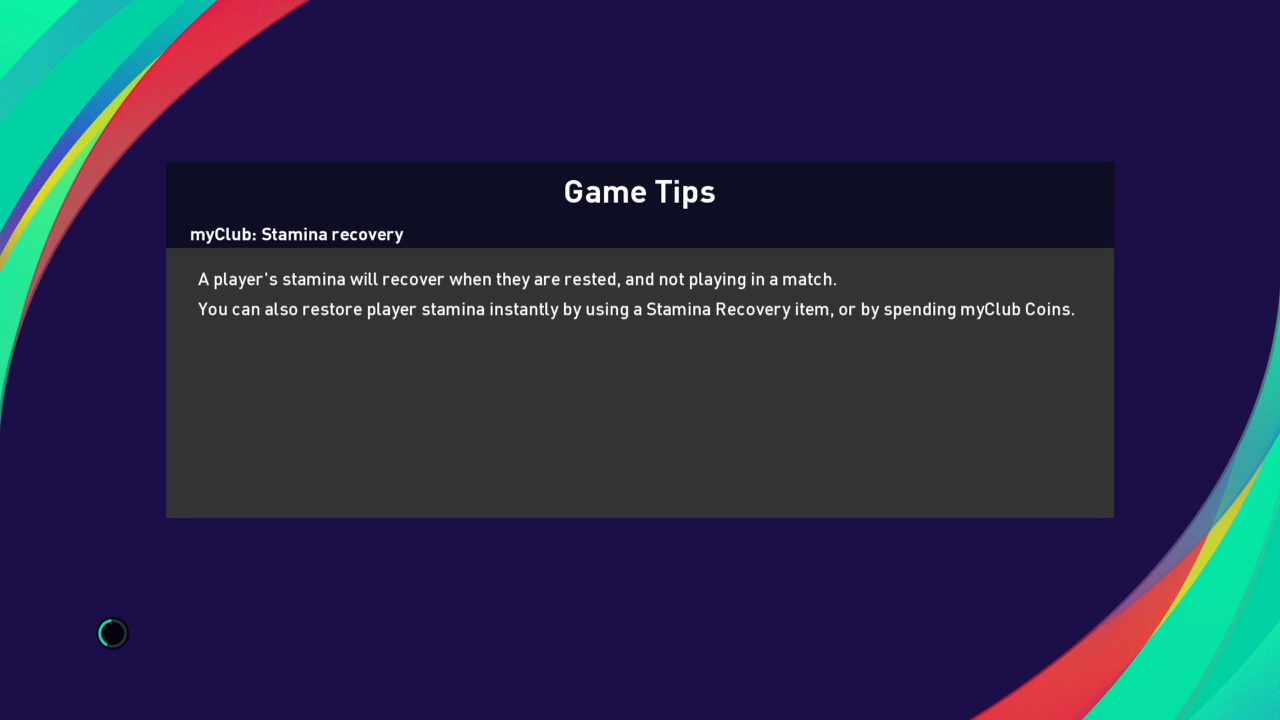 Game Tips
myClub: Stamina recovery
A player's stamina will recover when they are rested, and not playing in a match.
You can also restore player stamina instantly by using a Stamina Recovery item, or by spending myClub Coins.